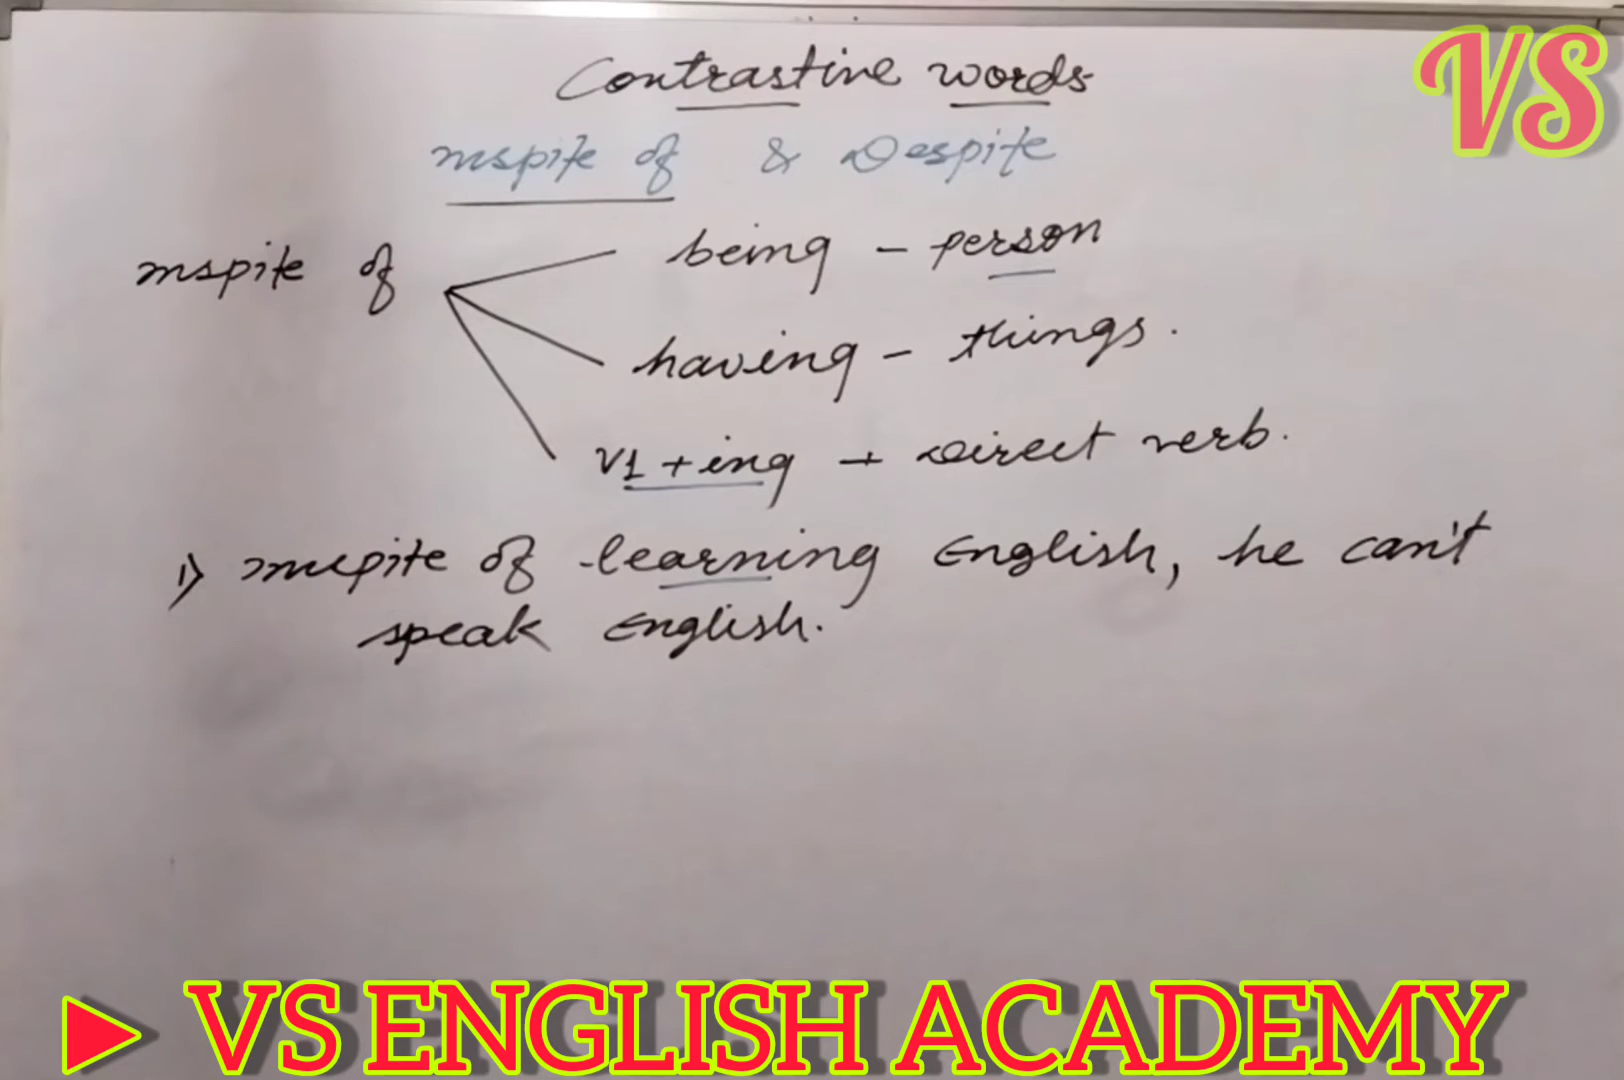 Contrastive words
VS
inspite of & Despite
inspite of
being - person
having - things.
V1 + ing → Direct verb.
1) inspite of learning English, he can't
speak English.
VS ENGLISH ACADEMY